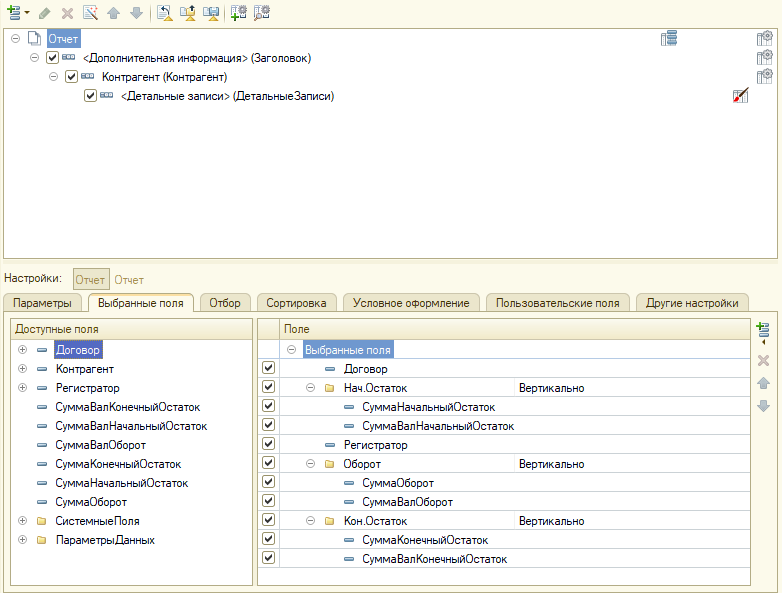 Отчет
<Дополнительная информация> (Заголовок)
Контрагент (Контрагент)
<Детальные записи> (ДетальныеЗаписи)
Настройки: Отчет Отчет
Параметры Выбранные поля Отбор Сортировка Условное оформление Пользовательские поля Другие настройки
Доступные поля
Договор
Контрагент
Регистратор
СуммаВалКонечныйОстаток
СуммаВалНачальныйОстаток
СуммаВалОборот
СуммаКонечныйОстаток
СуммаНачальныйОстаток
СуммаОборот
СистемныеПоля
ПараметрыДанных
Поле
Выбранные поля
Договор
Нач.Остаток Вертикально
СуммаНачальныйОстаток
СуммаВалНачальныйОстаток
Регистратор
Оборот Вертикально
СуммаОборот
СуммаВалОборот
Кон.Остаток Вертикально
СуммаКонечныйОстаток
СуммаВалКонечныйОстаток